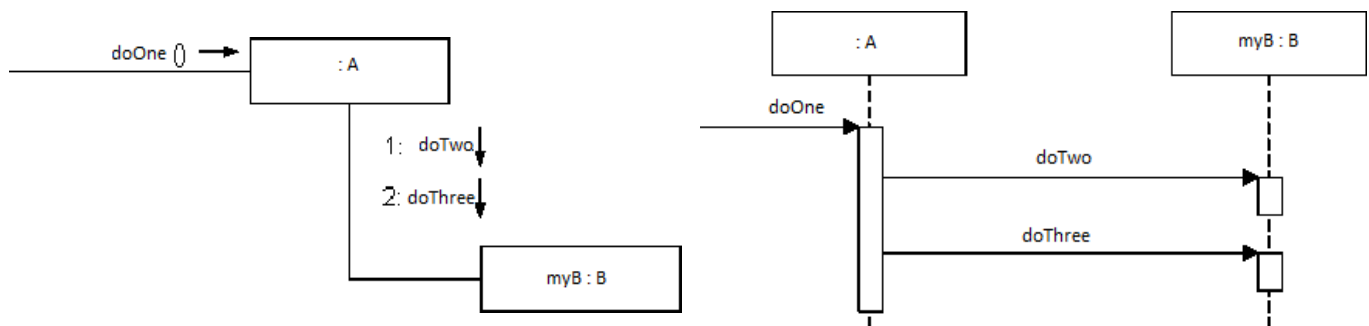 doOne ()
: A
1: doTwo
2: doThree
myB : B
: A
myB : B
doOne
doTwo
doThree